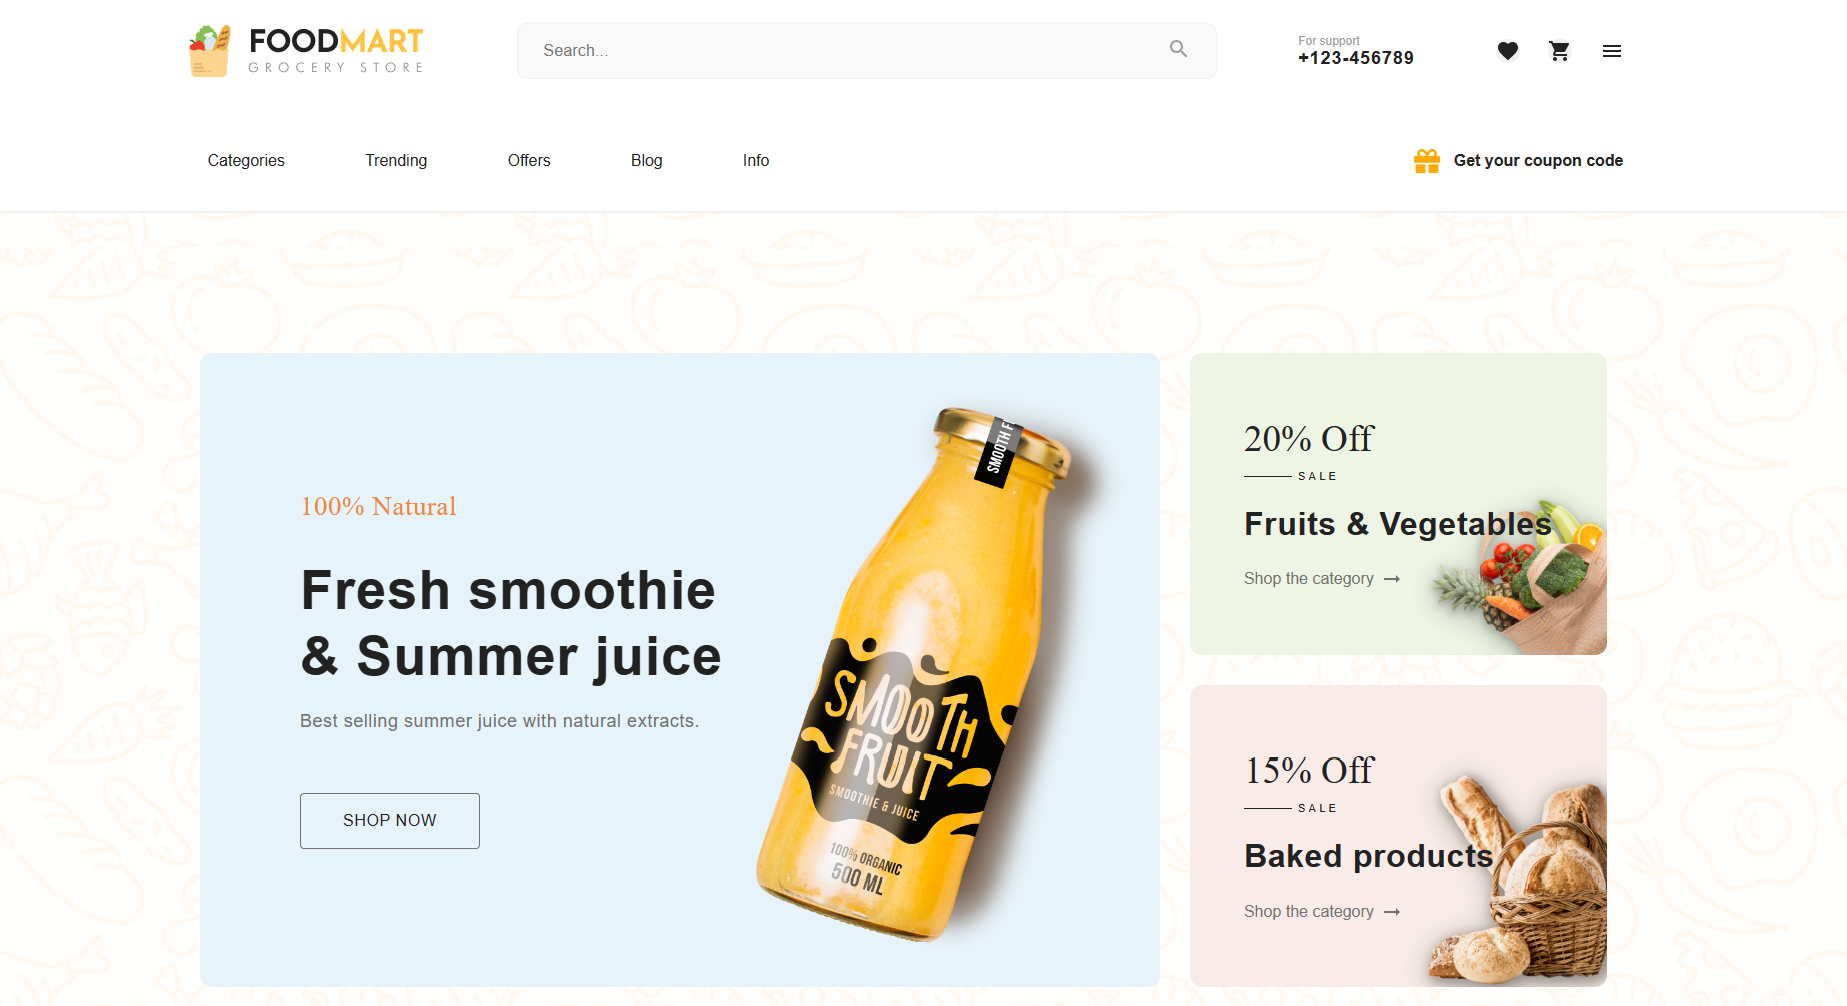 FOODMART
GROCERY STORE
Search...
For support
+123-456789
Categories
Trending
Offers
Blog
Info
Get your coupon code
100% Natural
Fresh smoothie
& Summer juice
Best selling summer juice with natural extracts.
SHOP NOW
SMOOTH F
SMOOTH
FRUIT
SMOOTHIE & JUICE
100% ORGANIC
500 ML
20% Off
SALE
Fruits & Vegetables
Shop the category
15% Off
SALE
Baked products
Shop the category